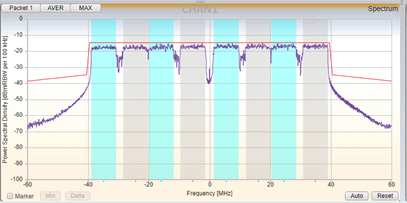 Packet 1 AVER MAX CHAN1 Spectrum
0
-10
-20
-30
-40
-50
-60
-70
-80
-90
-100
Power Spectral Density [dBm/RBW per 100 kHz]
-60 -40 -20 0 20 40 60
Frequency [MHz]
Marker Min Delta Auto Reset